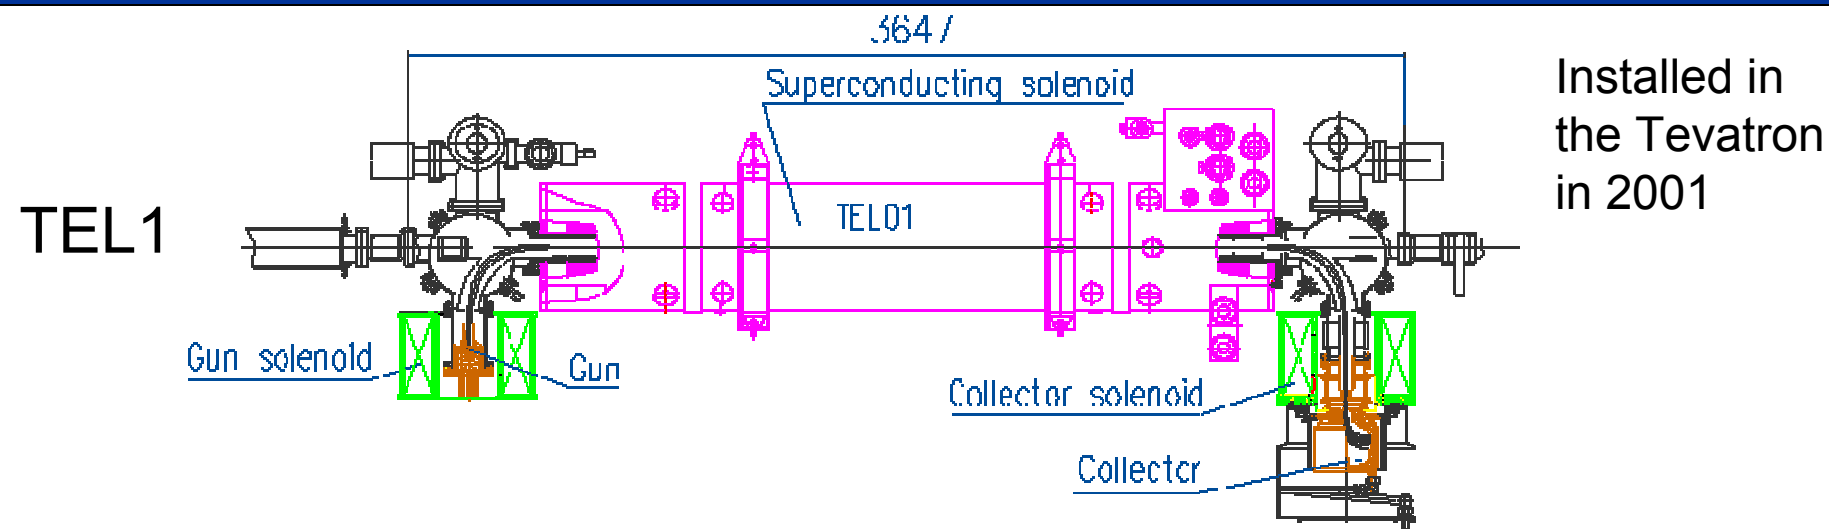 3647
Superconducting solenoid
Installed in
the Tevatron
in 2001
TEL1
TEL01
Gun solenoid
Gun
Collector solenoid
Collector